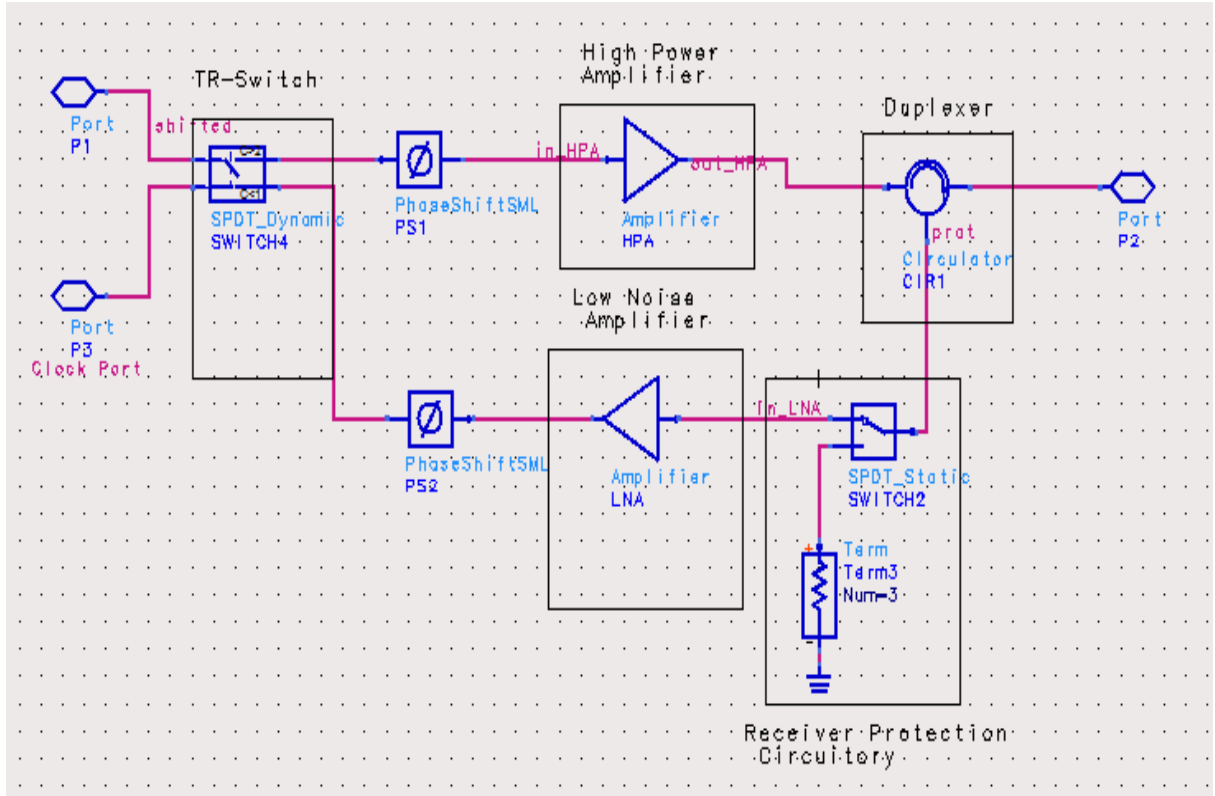 High Power
Amplifier
TR-Switch
Duplexer
Port
P1
shifted
in_HPA
out_HPA
PhaseShiftSML
PS1
SPDT_Dynamic
SWITCH4
Amplifier
HPA
Port
P2
prot
Circulator
CIR1
Low Noise
Amplifier
Port
P3
Clock Port
in_LNA
PhaseShiftSML
PS2
Amplifier
LNA
SPDT_Static
SWITCH2
+
Term
Term3
Num=3
-
Receiver Protection
Circuitory